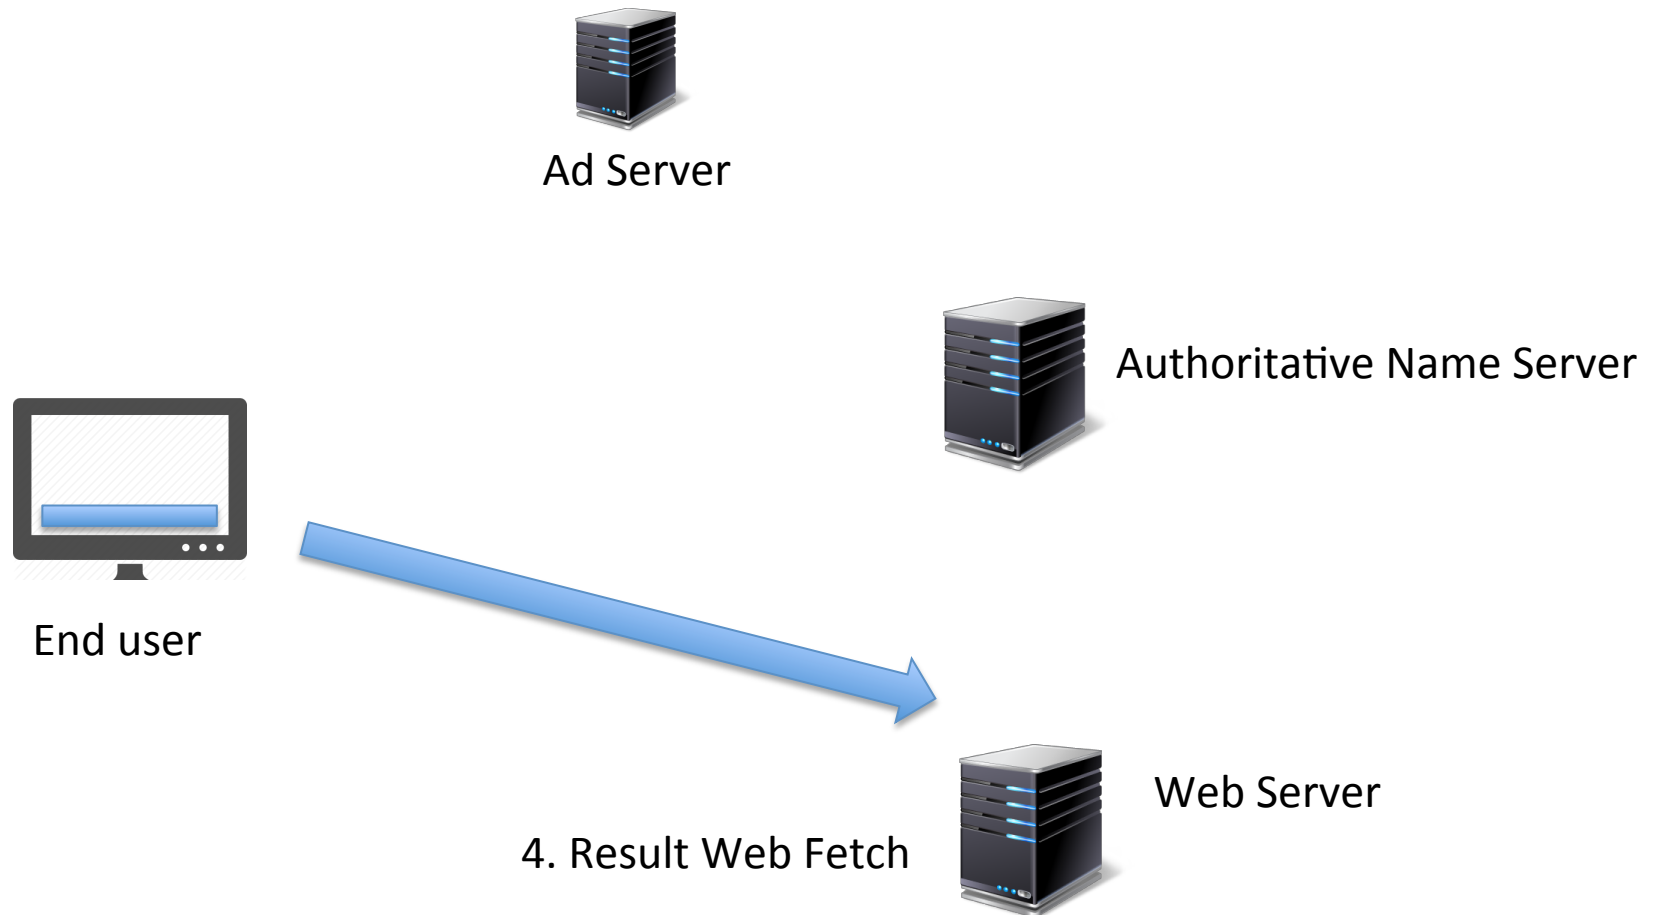 Ad Server
Authoritative Name Server
End user
Web Server
4. Result Web Fetch